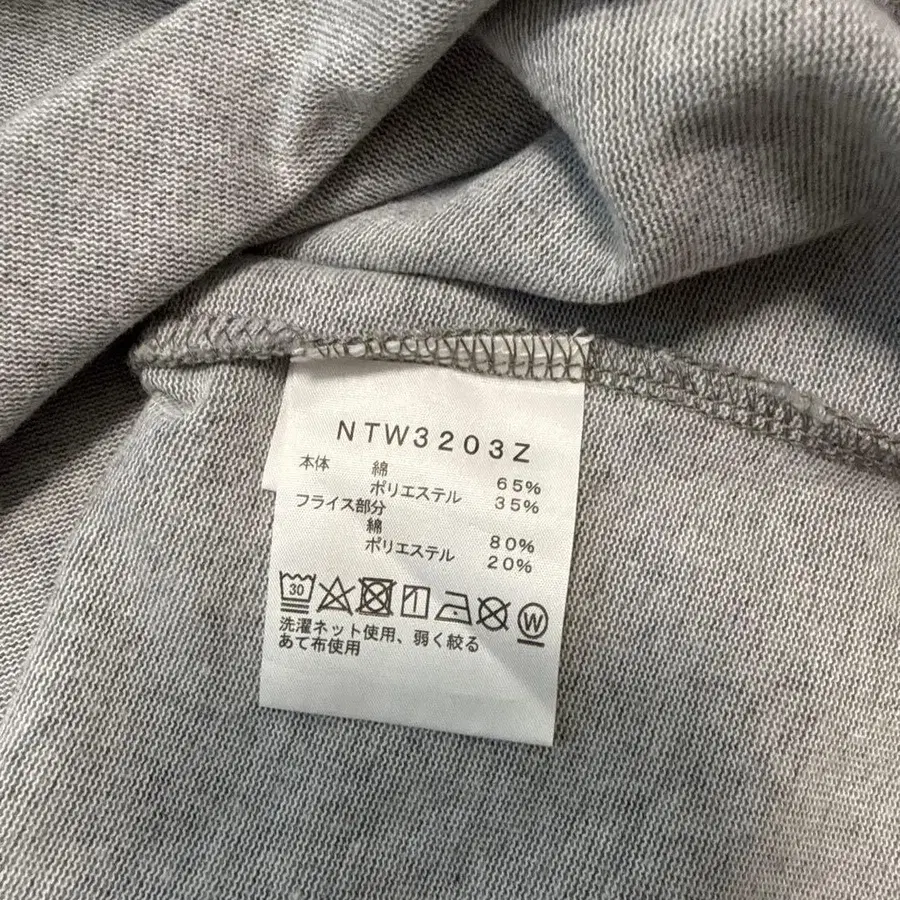 NTW3203Z
本体 綿 65%
ポリエステル 35%
フライス部分
綿 80%
ポリエステル 20%
30 W
洗濯ネット使用、弱く絞る
あて布使用